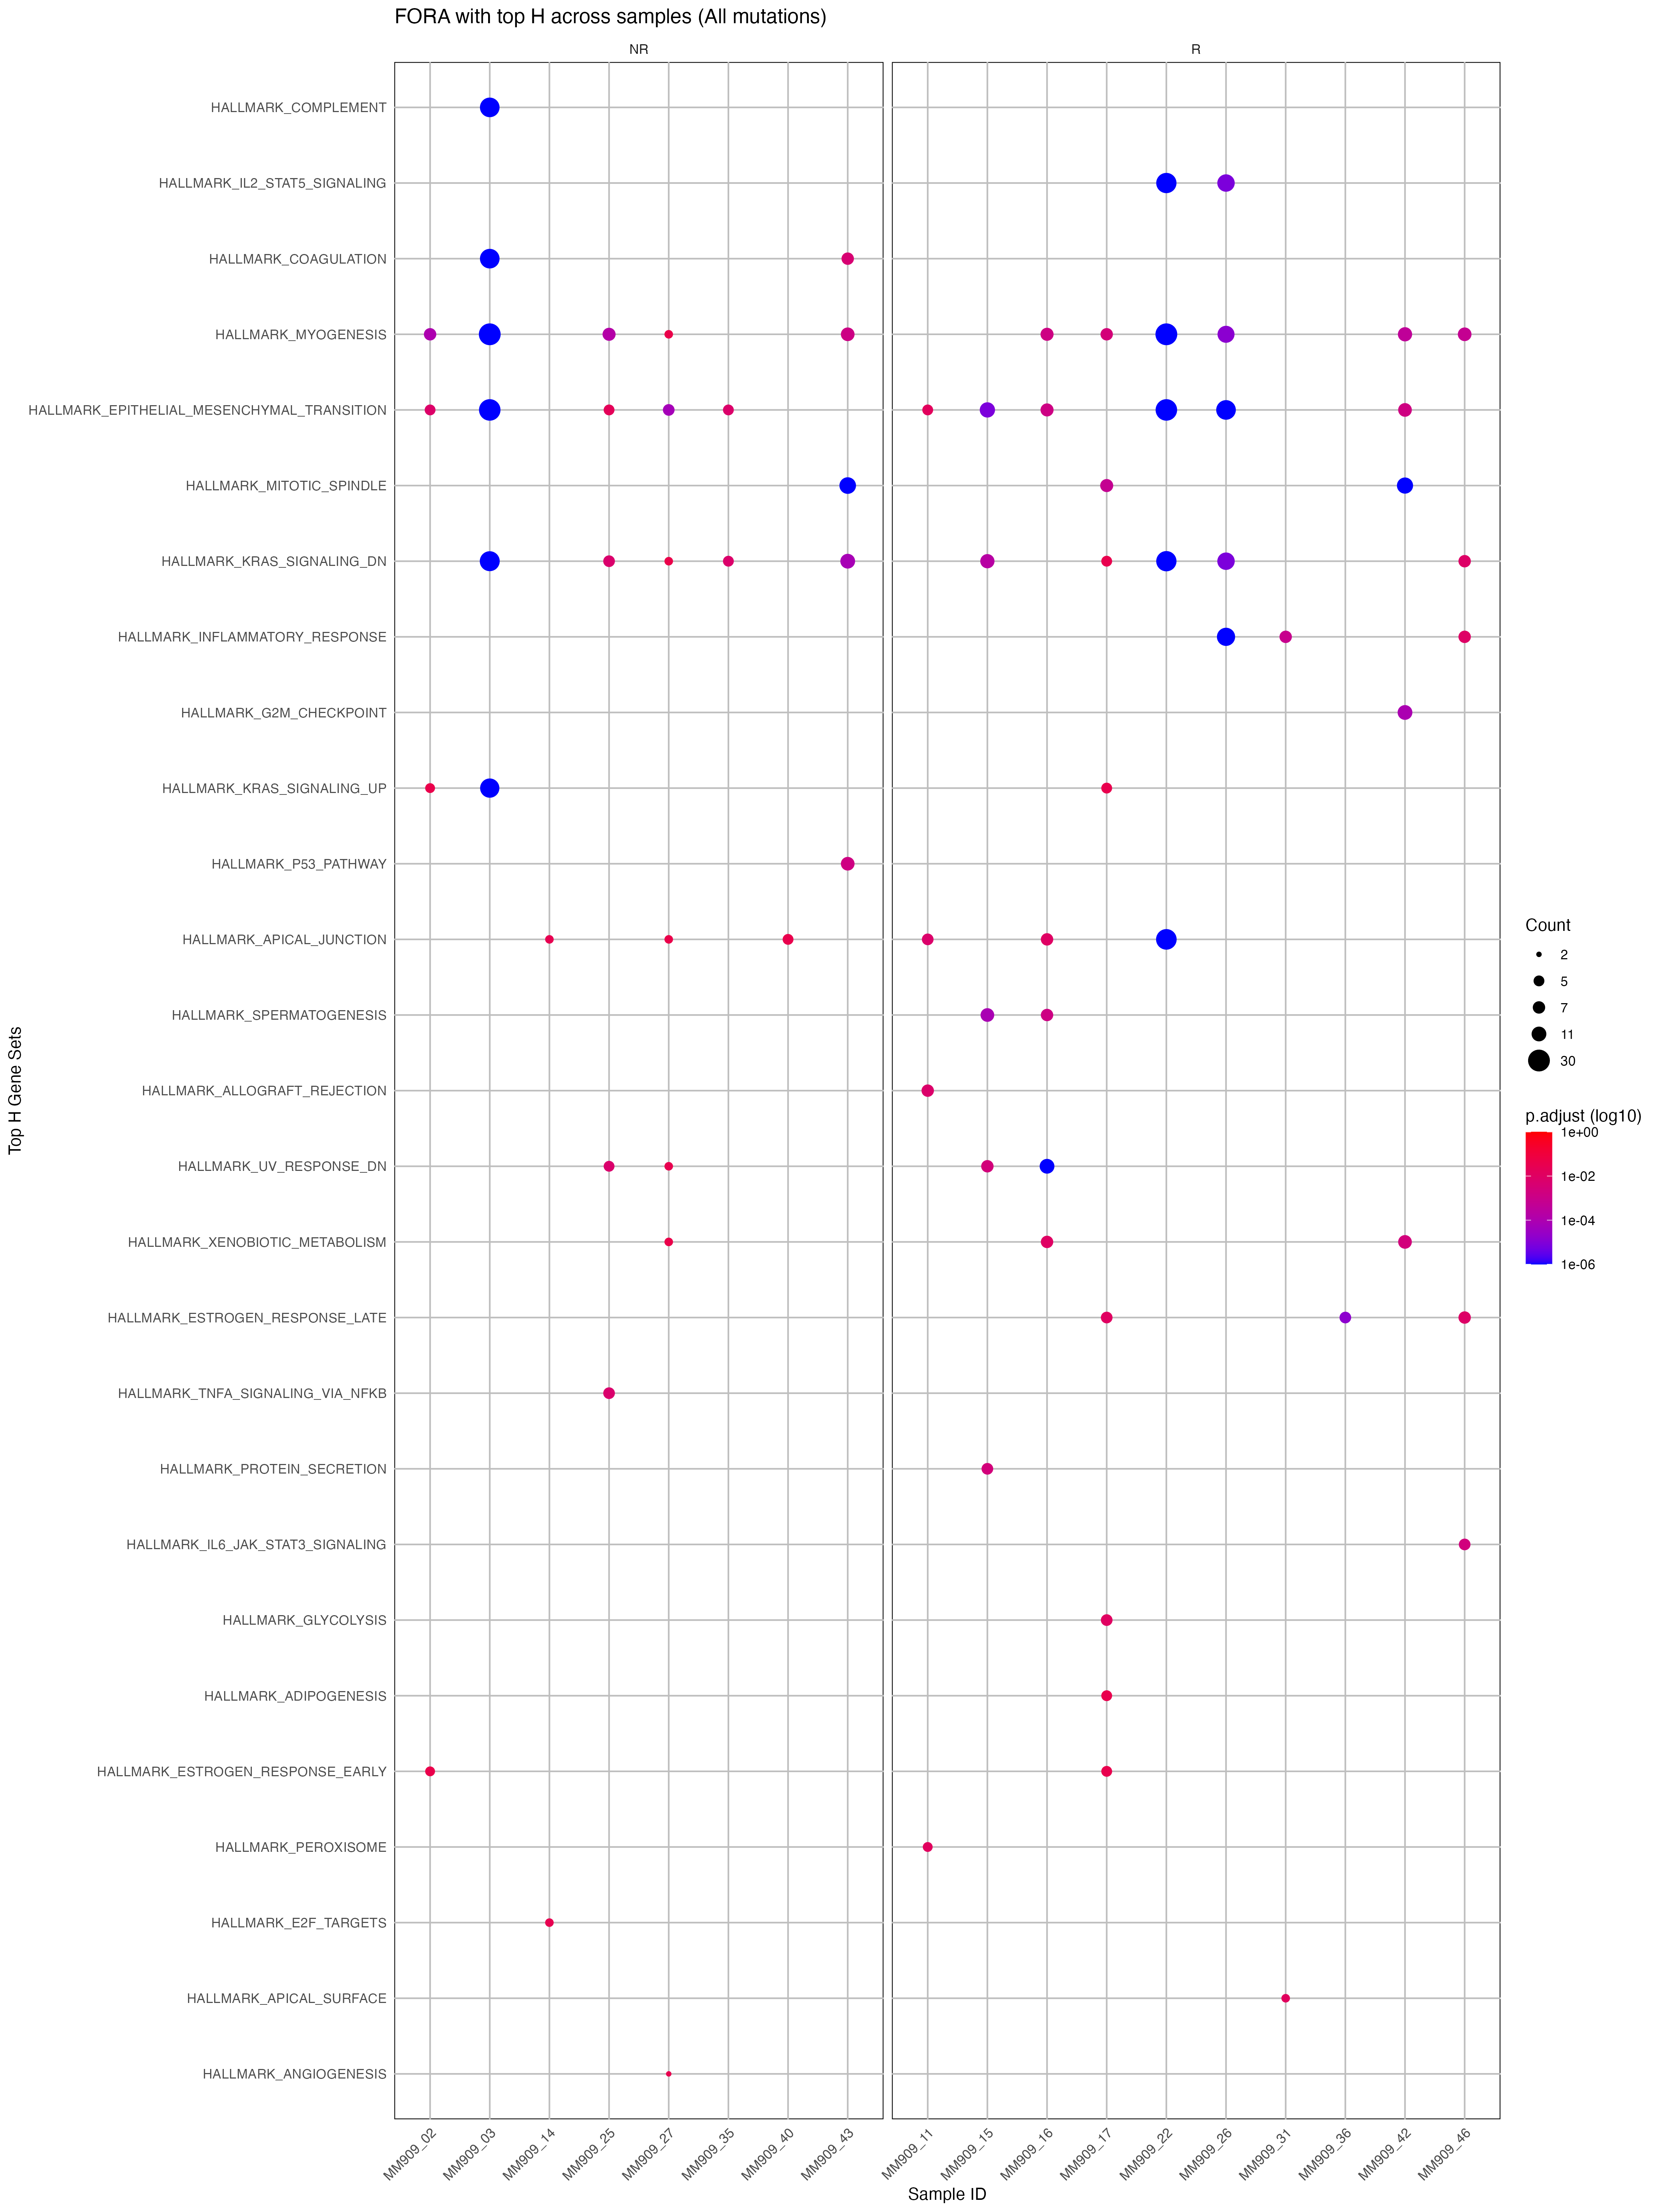 FORA with top H across samples (All mutations)
NR
R
HALLMARK_COMPLEMENT
HALLMARK_IL2_STAT5_SIGNALING
HALLMARK_COAGULATION
HALLMARK_MYOGENESIS
HALLMARK_EPITHELIAL_MESENCHYMAL_TRANSITION
HALLMARK_MITOTIC_SPINDLE
HALLMARK_KRAS_SIGNALING_DN
HALLMARK_INFLAMMATORY_RESPONSE
HALLMARK_G2M_CHECKPOINT
HALLMARK_KRAS_SIGNALING_UP
HALLMARK_P53_PATHWAY
HALLMARK_APICAL_JUNCTION
HALLMARK_SPERMATOGENESIS
HALLMARK_ALLOGRAFT_REJECTION
HALLMARK_UV_RESPONSE_DN
HALLMARK_XENOBIOTIC_METABOLISM
HALLMARK_ESTROGEN_RESPONSE_LATE
HALLMARK_TNFA_SIGNALING_VIA_NFKB
HALLMARK_PROTEIN_SECRETION
HALLMARK_IL6_JAK_STAT3_SIGNALING
HALLMARK_GLYCOLYSIS
HALLMARK_ADIPOGENESIS
HALLMARK_ESTROGEN_RESPONSE_EARLY
HALLMARK_PEROXISOME
HALLMARK_E2F_TARGETS
HALLMARK_APICAL_SURFACE
HALLMARK_ANGIOGENESIS
Top H Gene Sets
MM909_02
MM909_03
MM909_14
MM909_25
MM909_27
MM909_35
MM909_40
MM909_43
MM909_11
MM909_15
MM909_16
MM909_17
MM909_22
MM909_26
MM909_31
MM909_36
MM909_42
MM909_46
Sample ID
Count
2
5
7
11
30
p.adjust (log10)
1e+00
1e-02
1e-04
1e-06